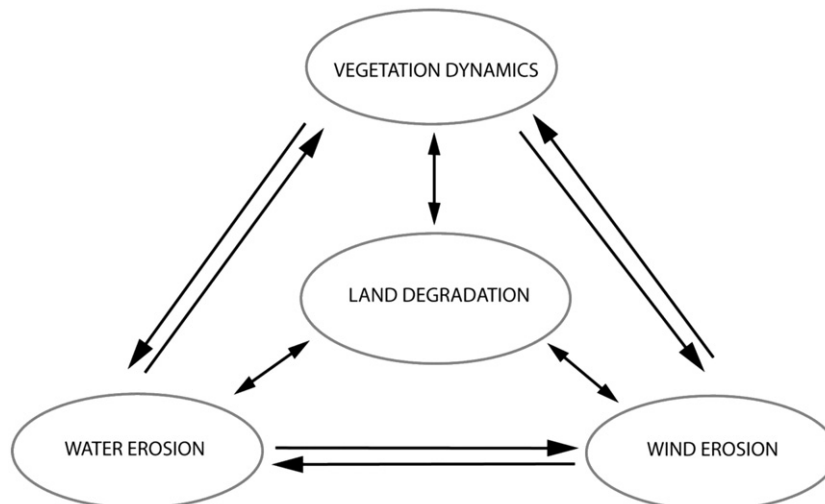 VEGETATION DYNAMICS
LAND DEGRADATION
WATER EROSION
WIND EROSION